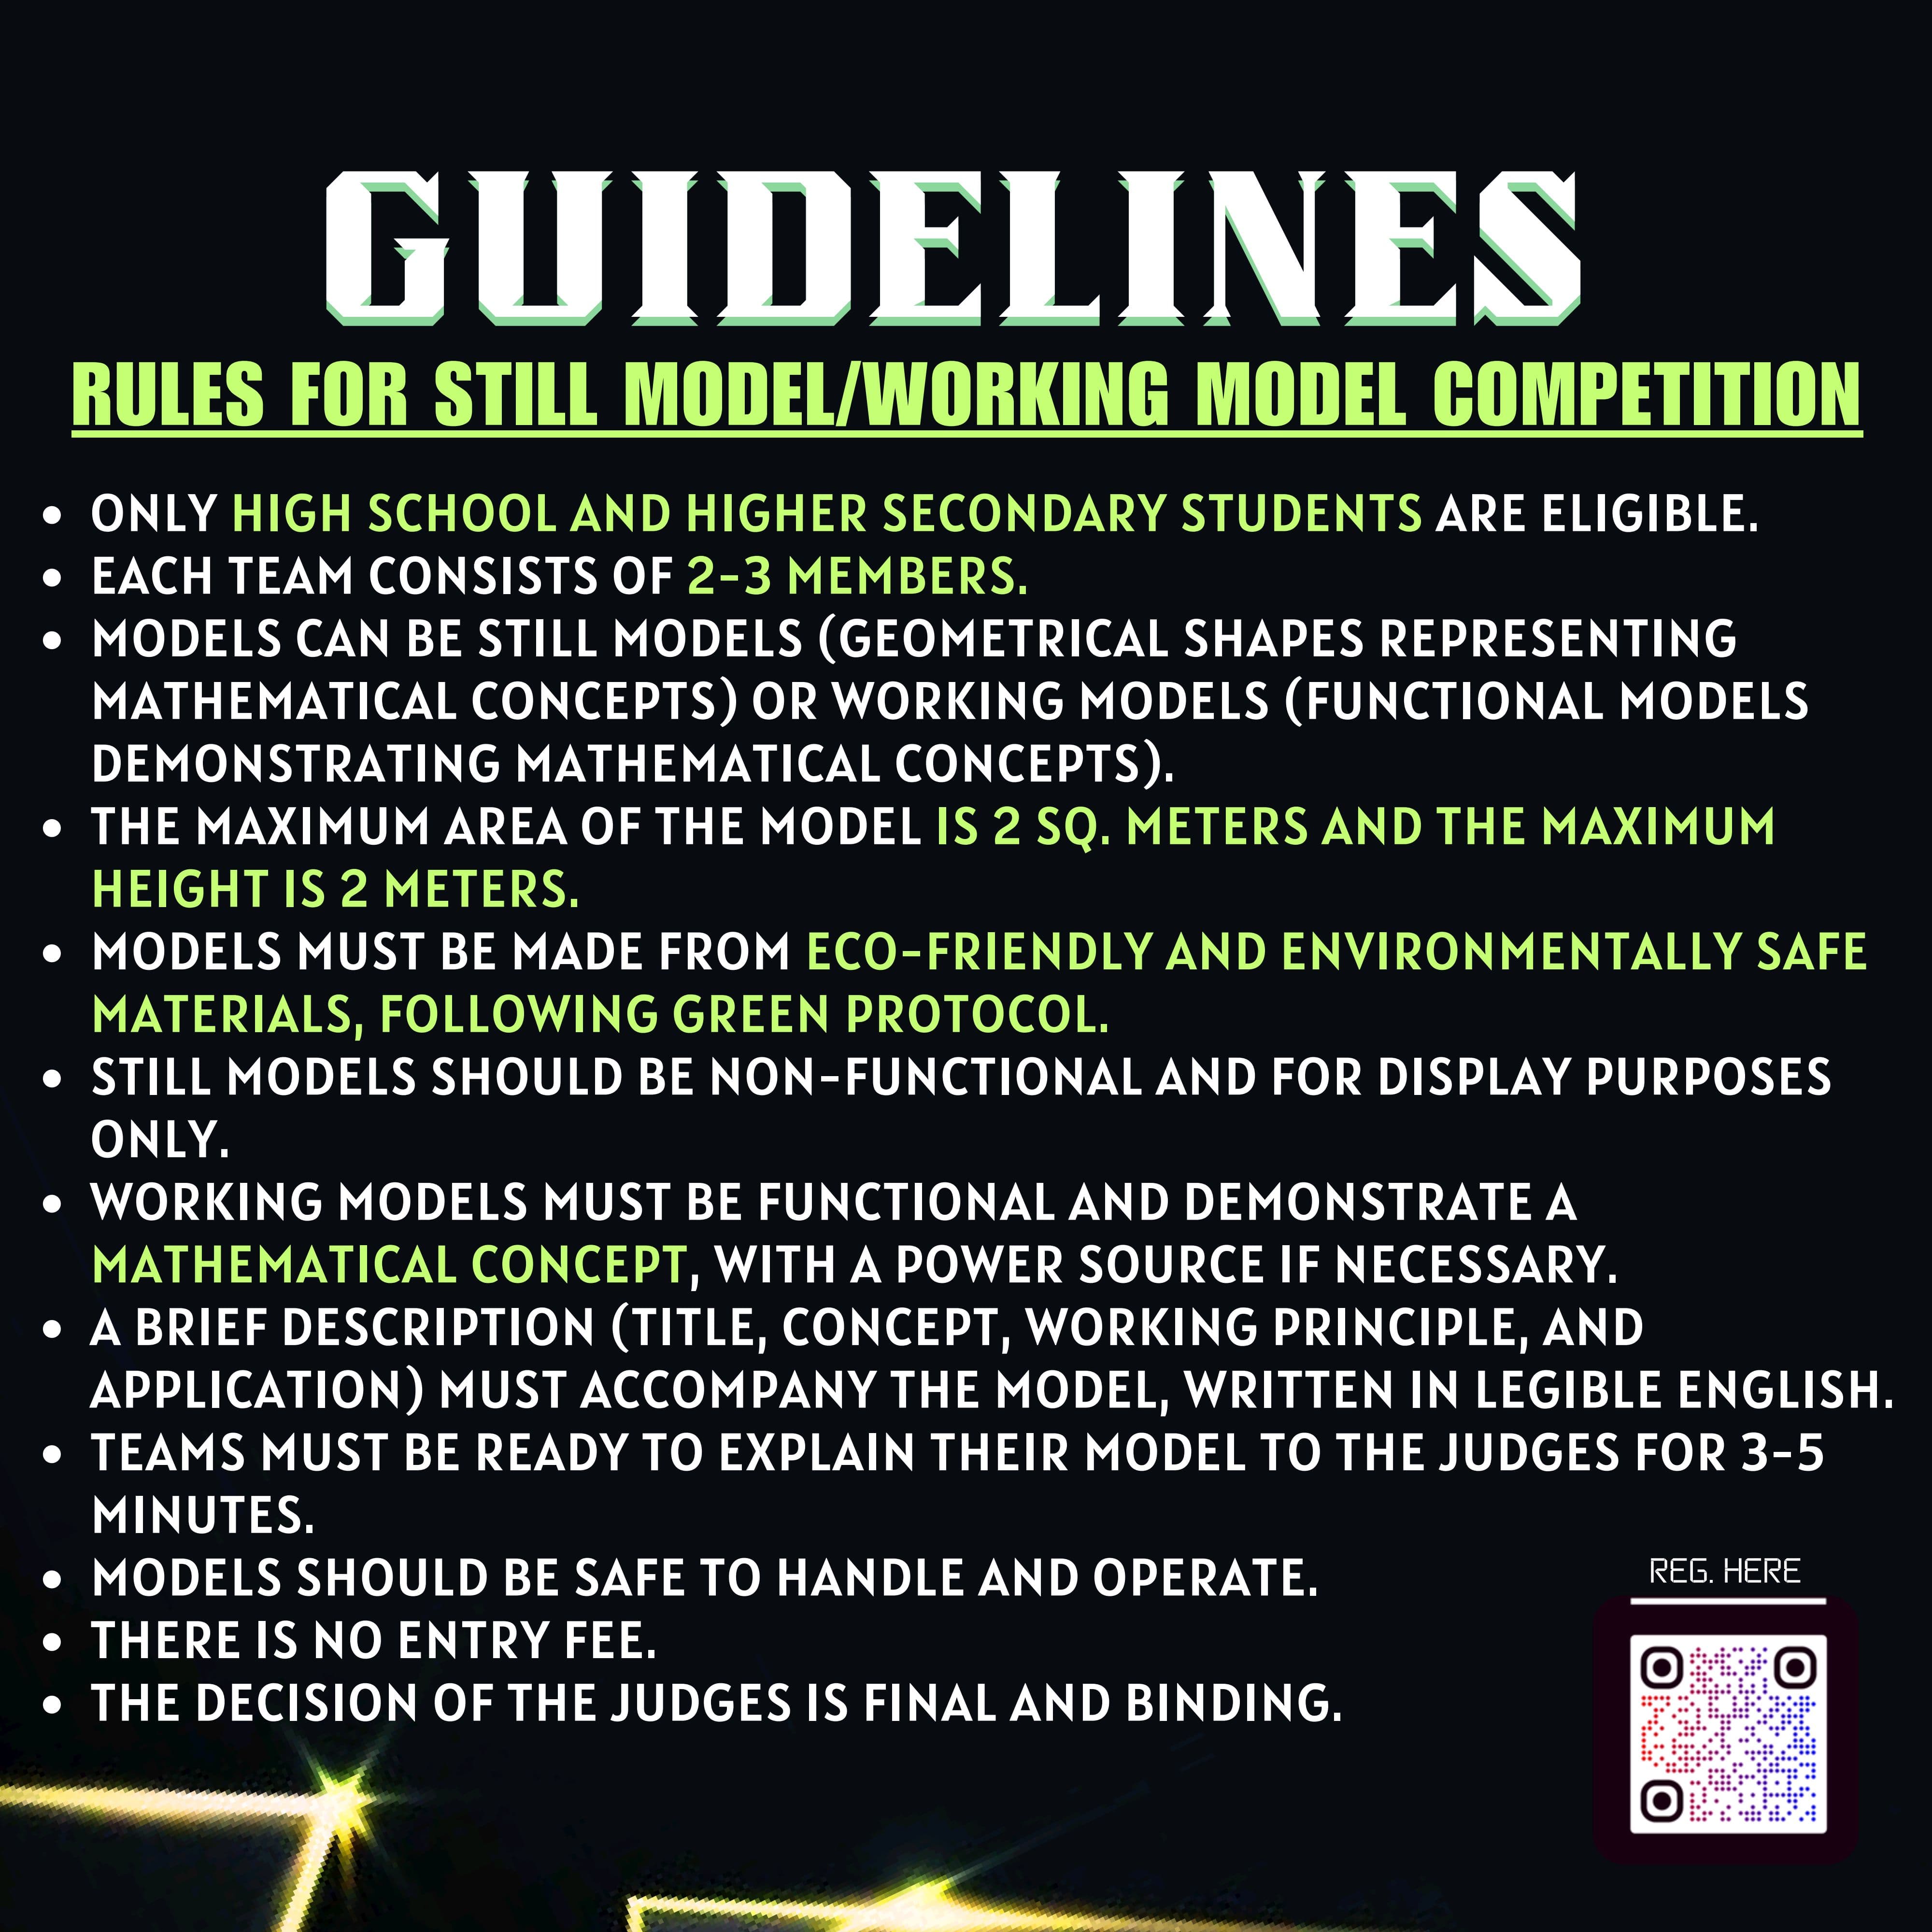 GUIDELINES
RULES FOR STILL MODEL/WORKING MODEL COMPETITION
• ONLY HIGH SCHOOL AND HIGHER SECONDARY STUDENTS ARE ELIGIBLE.
• EACH TEAM CONSISTS OF 2-3 MEMBERS.
• MODELS CAN BE STILL MODELS (GEOMETRICAL SHAPES REPRESENTING
MATHEMATICAL CONCEPTS) OR WORKING MODELS (FUNCTIONAL MODELS
DEMONSTRATING MATHEMATICAL CONCEPTS).
• THE MAXIMUM AREA OF THE MODEL IS 2 SQ. METERS AND THE MAXIMUM
HEIGHT IS 2 METERS.
• MODELS MUST BE MADE FROM ECO-FRIENDLY AND ENVIRONMENTALLY SAFE
MATERIALS, FOLLOWING GREEN PROTOCOL.
• STILL MODELS SHOULD BE NON-FUNCTIONAL AND FOR DISPLAY PURPOSES
ONLY.
• WORKING MODELS MUST BE FUNCTIONAL AND DEMONSTRATE A
MATHEMATICAL CONCEPT, WITH A POWER SOURCE IF NECESSARY.
• A BRIEF DESCRIPTION (TITLE, CONCEPT, WORKING PRINCIPLE, AND
APPLICATION) MUST ACCOMPANY THE MODEL, WRITTEN IN LEGIBLE ENGLISH.
• TEAMS MUST BE READY TO EXPLAIN THEIR MODEL TO THE JUDGES FOR 3-5
MINUTES.
• MODELS SHOULD BE SAFE TO HANDLE AND OPERATE.
• THERE IS NO ENTRY FEE.
• THE DECISION OF THE JUDGES IS FINAL AND BINDING.
REG. HERE